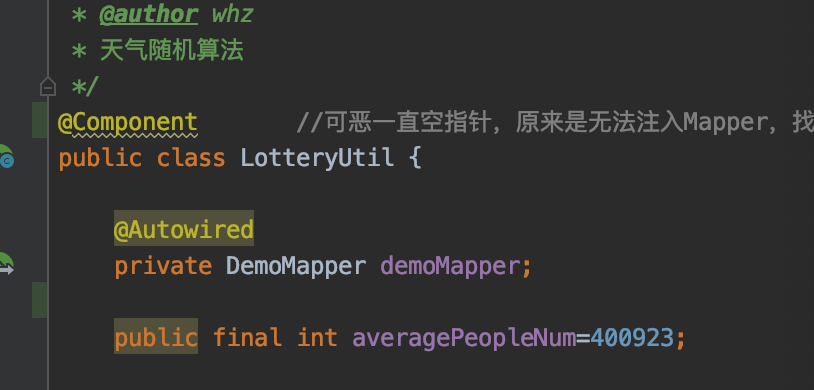 * @author whz
* 天气随机算法
*/
@Component //可恶一直空指针，原来是无法注入Mapper，找
public class LotteryUtil {
@Autowired
private DemoMapper demoMapper;
public final int averagePeopleNum=400923;